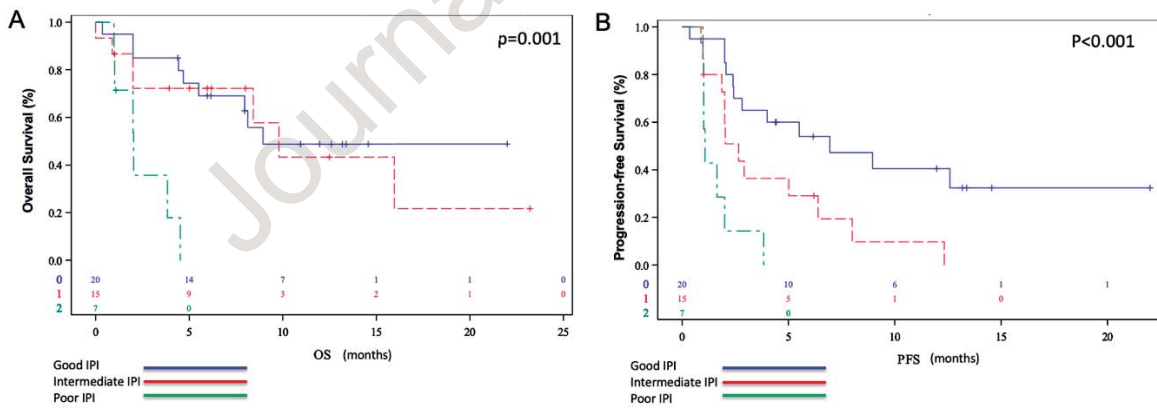 A
p=0.001
Overall Survival (%)
1.0
0.8
0.6
0.4
0.2
0.0
0 20 14 7 1 1 0
1 15 9 3 2 1 0
2 7 0
0 5 10 15 20 25
OS (months)
Good IPI
Intermediate IPI
Poor IPI
B
P<0.001
Progression-free Survival (%)
1.0
0.8
0.6
0.4
0.2
0.0
0 20 10 6 1 1
1 15 5 1 0
2 7 0
0 5 10 15 20
PFS (months)
Good IPI
Intermediate IPI
Poor IPI
Journa